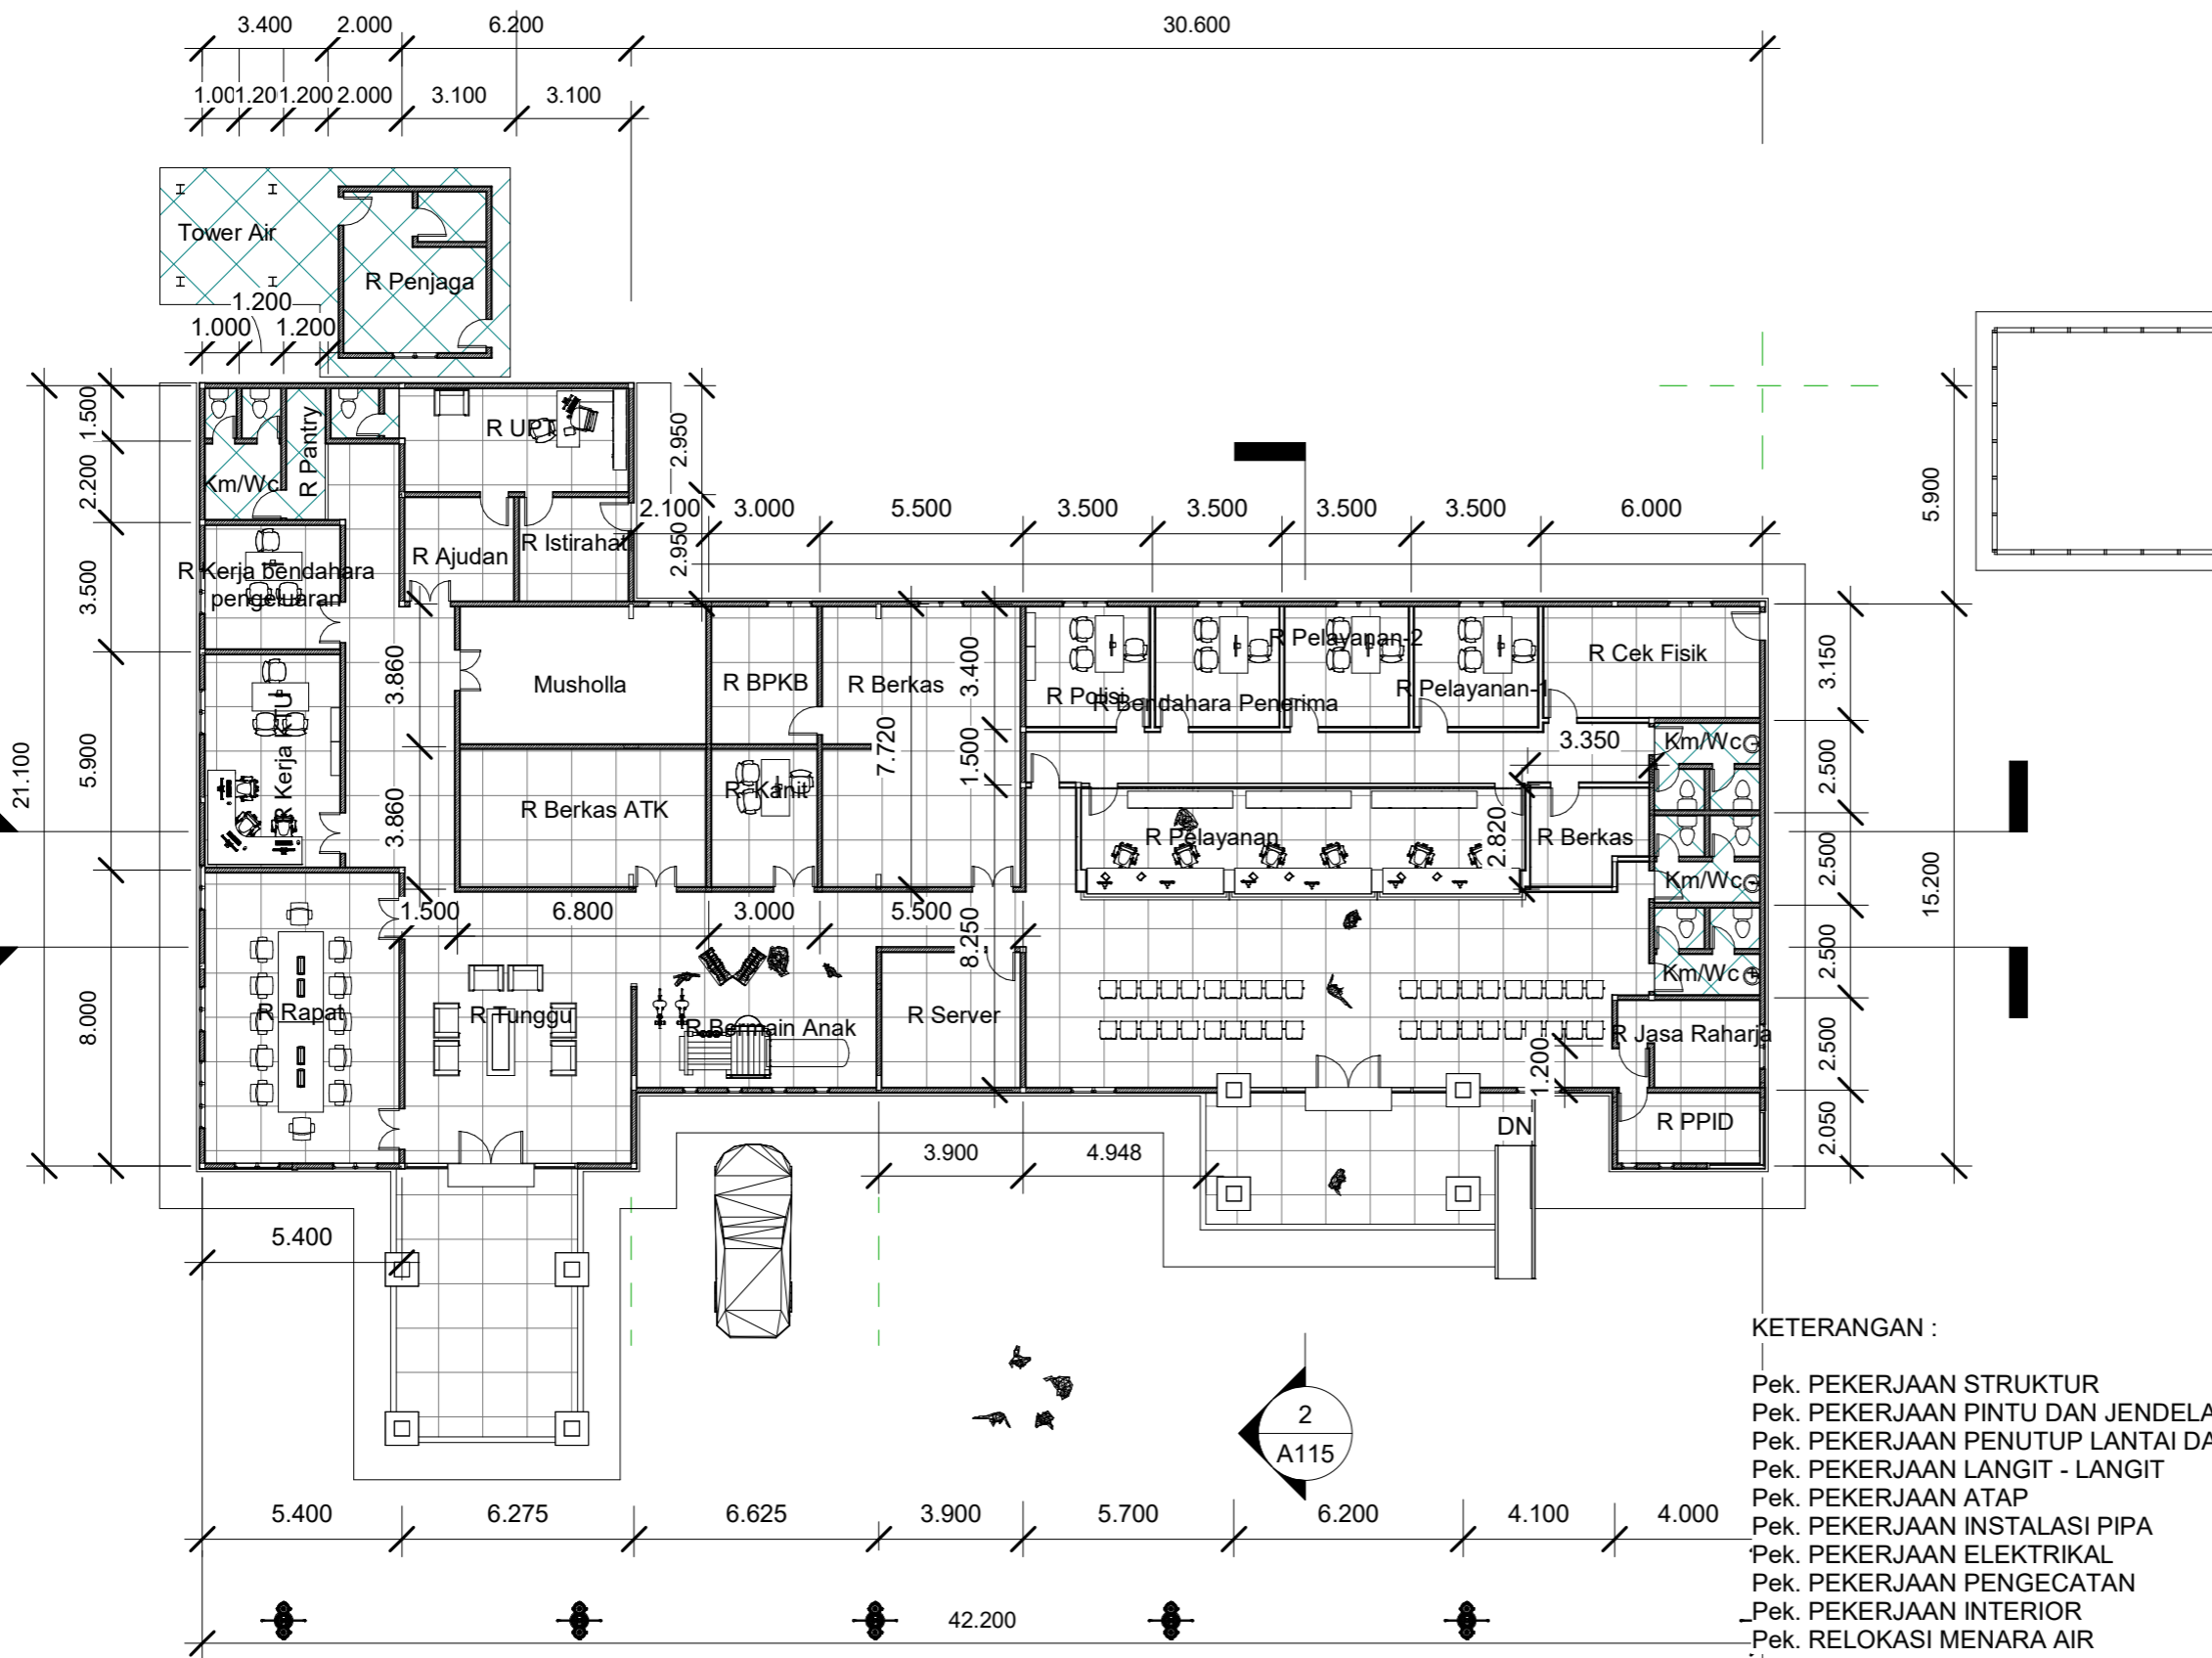 3.400 2.000 6.200 30.600
1.00 1.20 1.200 2.000 3.100 3.100
Tower Air
R Penjaga
1.200
1.000 1.200
1.500
2.200
3.500
5.900
8.000
21.100
R Pantry
Km/Wc
R UPT
2.950
2.950
2.100 3.000 5.500 3.500 3.500 3.500 3.500 6.000
5.900
15.200
R Ajudan
R Istirahat
R Kerja bendahara
pengeluaran
3.860
3.860
Musholla
R BPKB
R Berkas
3.400
7.720
1.500
R Polisi
R Bendahara Penerima
R Pelayanan-2
R Pelayanan-1
R Cek Fisik
3.150
2.500
2.500
2.500
2.500
2.050
R Kerja KTU
R Berkas ATK
R Kanit
R Pelayanan
2.820
3.350
R Berkas
Km/Wc
Km/Wc
Km/Wc
1.500 6.800 3.000 5.500
8.250
R Rapat
R Tunggu
R Bermain Anak
R Server
R Jasa Raharja
1.200
R PPID
DN
3.900 4.948
5.400
2
A115
5.400 6.275 6.625 3.900 5.700 6.200 4.100 4.000
42.200
KETERANGAN :
Pek. PEKERJAAN STRUKTUR
Pek. PEKERJAAN PINTU DAN JENDELA
Pek. PEKERJAAN PENUTUP LANTAI DA
Pek. PEKERJAAN LANGIT - LANGIT
Pek. PEKERJAAN ATAP
Pek. PEKERJAAN INSTALASI PIPA
Pek. PEKERJAAN ELEKTRIKAL
Pek. PEKERJAAN PENGECATAN
Pek. PEKERJAAN INTERIOR
Pek. RELOKASI MENARA AIR